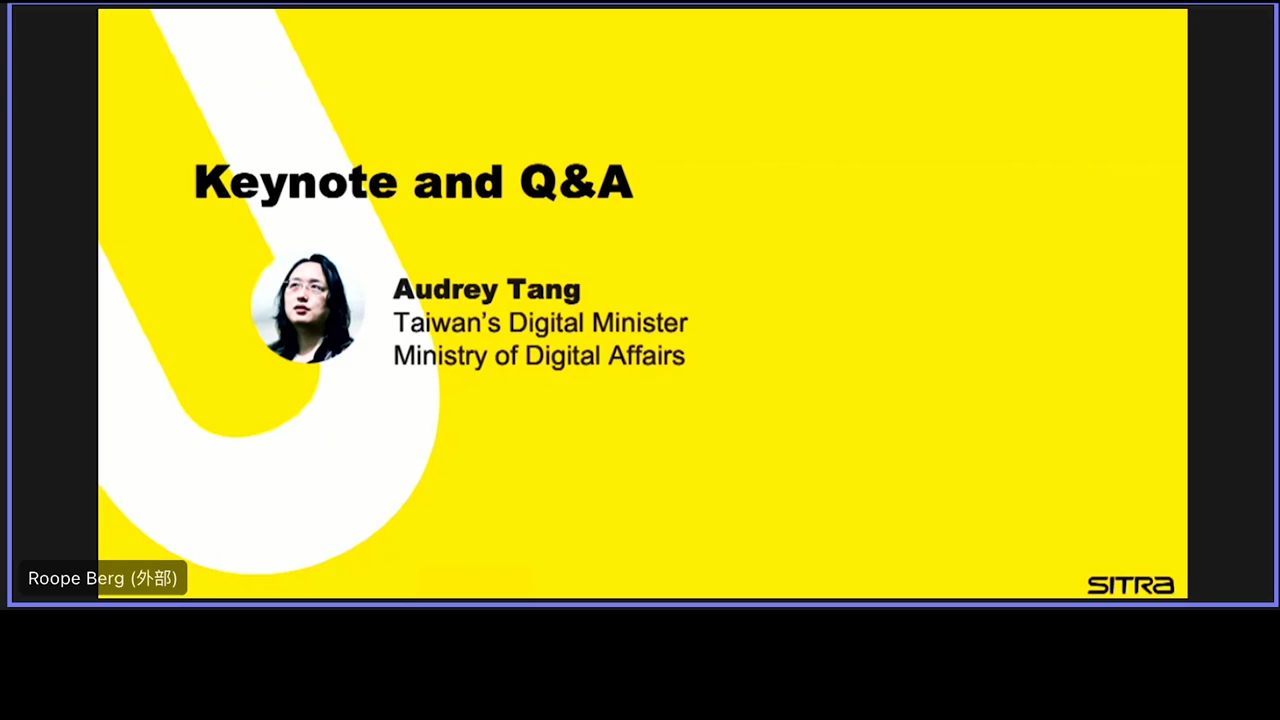 Keynote and Q&A
Audrey Tang
Taiwan's Digital Minister
Ministry of Digital Affairs
Roope Berg (外部)
SITRA